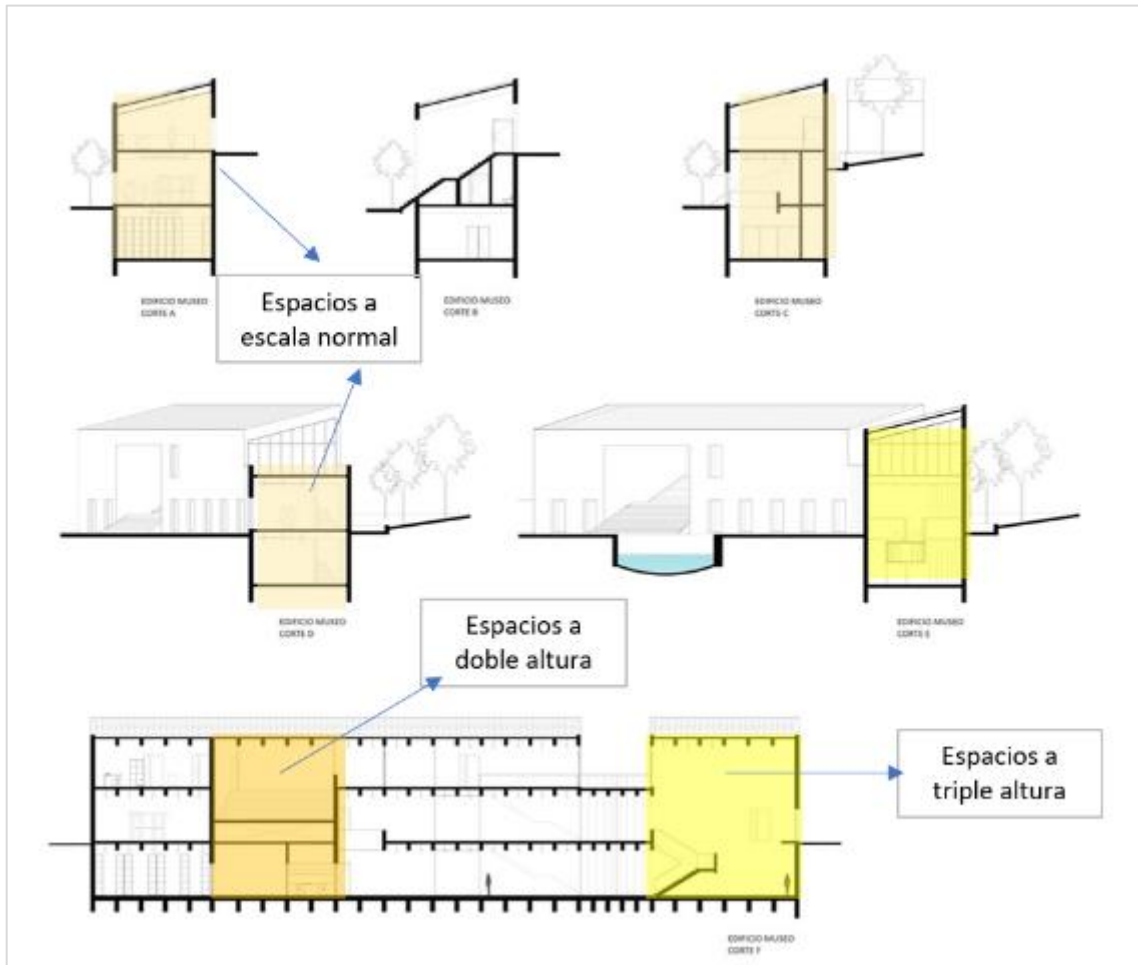 EDIFICIO MUSEO
CORTE A
EDIFICIO MUSEO
CORTE B
EDIFICIO MUSEO
CORTE C
Espacios a
escala normal
EDIFICIO MUSEO
CORTE D
EDIFICIO MUSEO
CORTE E
Espacios a
doble altura
Espacios a
triple altura
EDIFICIO MUSEO
CORTE F